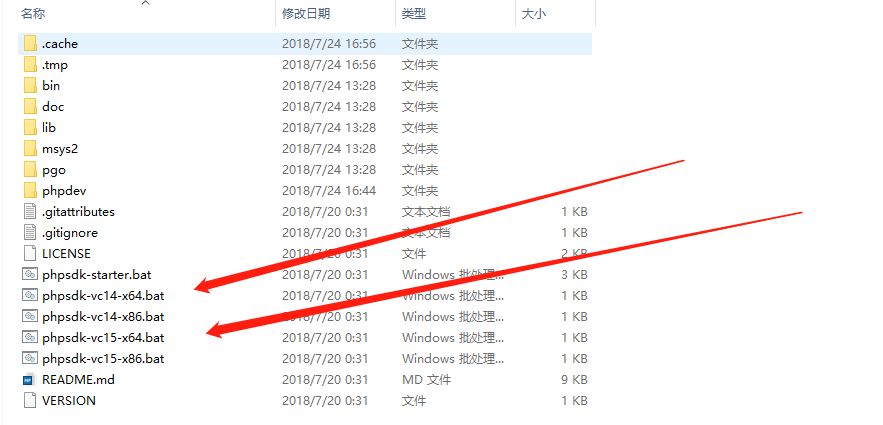 名称 修改日期 类型 大小
.cache 2018/7/24 16:56 文件夹
.tmp 2018/7/24 16:56 文件夹
bin 2018/7/24 13:28 文件夹
doc 2018/7/24 13:28 文件夹
lib 2018/7/24 13:28 文件夹
msys2 2018/7/24 13:28 文件夹
pgo 2018/7/24 13:28 文件夹
phpdev 2018/7/24 16:44 文件夹
.gitattributes 2018/7/20 0:31 文本文档 1 KB
.gitignore 2018/7/20 0:31 文本文档 1 KB
LICENSE 2018/7/20 0:31 文件 2 KB
phpsdk-starter.bat 2018/7/20 0:31 Windows 批处理... 3 KB
phpsdk-vc14-x64.bat 2018/7/20 0:31 Windows 批处理... 1 KB
phpsdk-vc14-x86.bat 2018/7/20 0:31 Windows 批处理... 1 KB
phpsdk-vc15-x64.bat 2018/7/20 0:31 Windows 批处理... 1 KB
phpsdk-vc15-x86.bat 2018/7/20 0:31 Windows 批处理... 1 KB
README.md 2018/7/20 0:31 MD 文件 9 KB
VERSION 2018/7/20 0:31 文件 1 KB